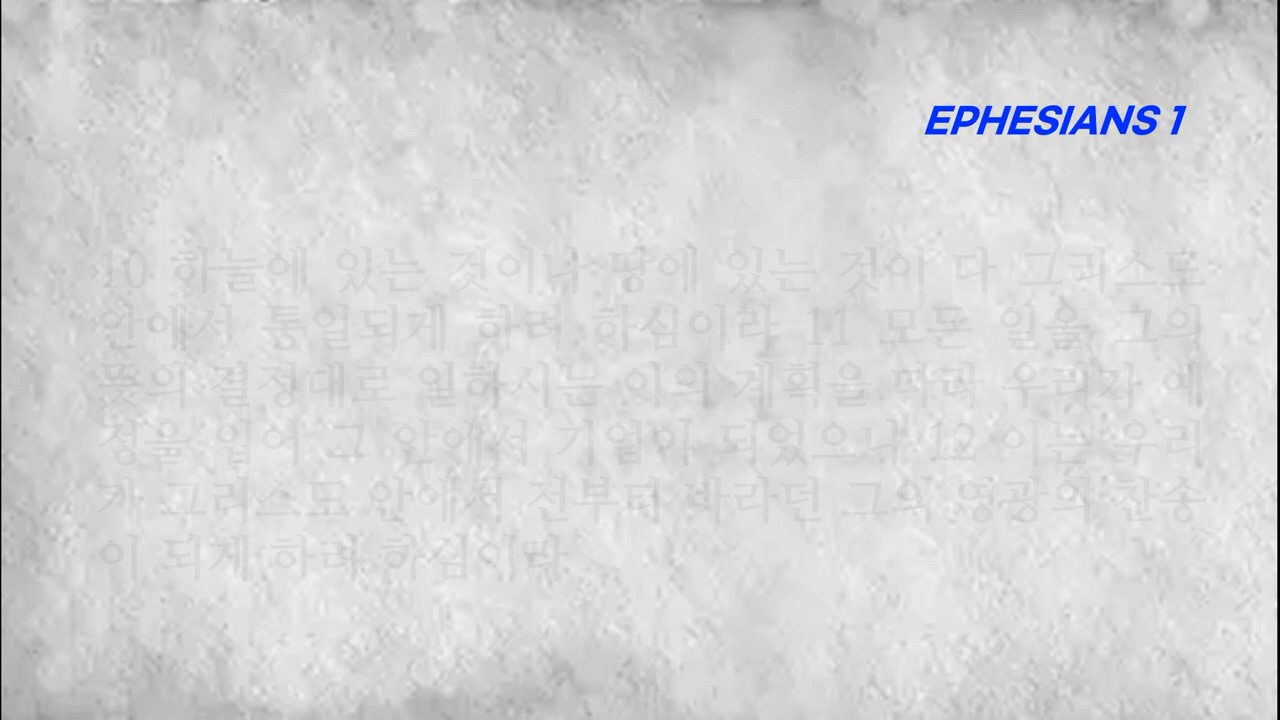 EPHESIANS 1
10 하늘에 있는 것이나 땅에 있는 것이 다 그리스도
안에서 통일되게 하려 하심이라 11 모든 일을 그의
뜻의 결정대로 일하시는 이의 계획을 따라 우리가 예
정을 입어 그 안에서 기업이 되었으니 12 이는 우리
가 그리스도 안에서 전부터 바라던 그의 영광의 찬송
이 되게 하려 하심이라